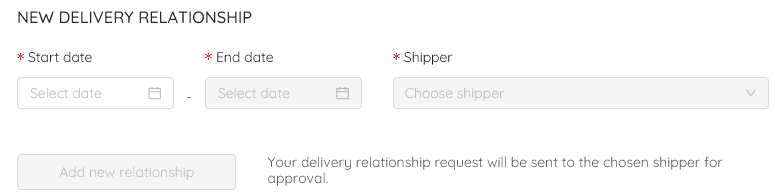 NEW DELIVERY RELATIONSHIP
* Start date * End date * Shipper
Select date - Select date Choose shipper
Add new relationship Your delivery relationship request will be sent to the chosen shipper for
approval.